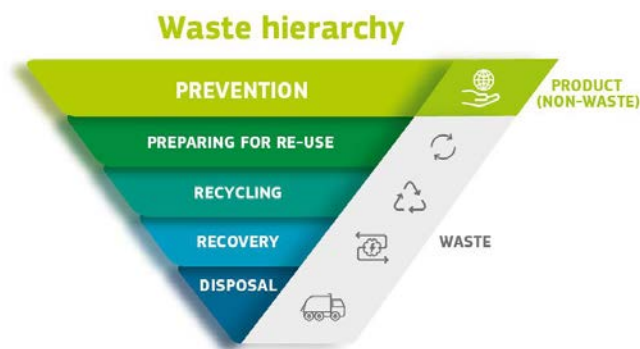 Waste hierarchy
PREVENTION
PRODUCT
(NON-WASTE)
PREPARING FOR RE-USE
RECYCLING
RECOVERY
WASTE
DISPOSAL